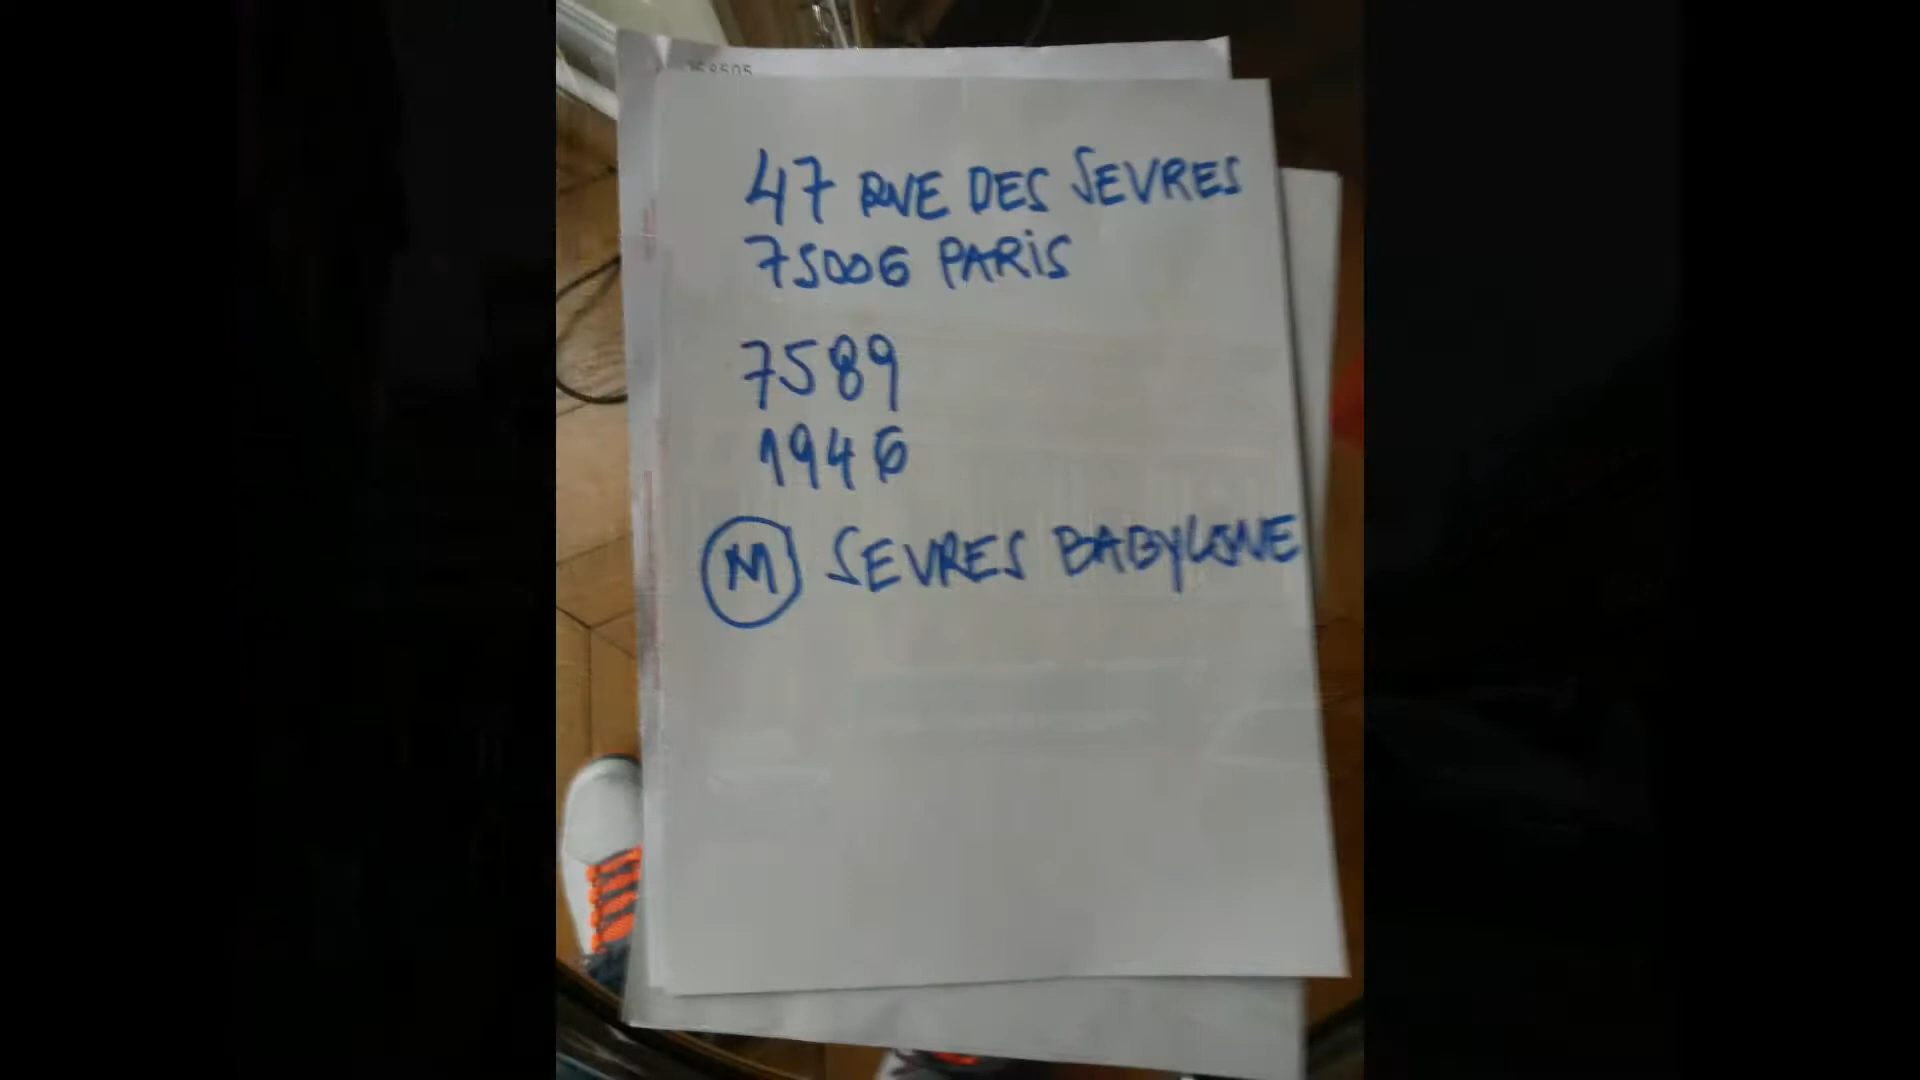 47 RUE DES SEVRES
75006 PARiS
7589
1946
M SEVRES BABYLONE